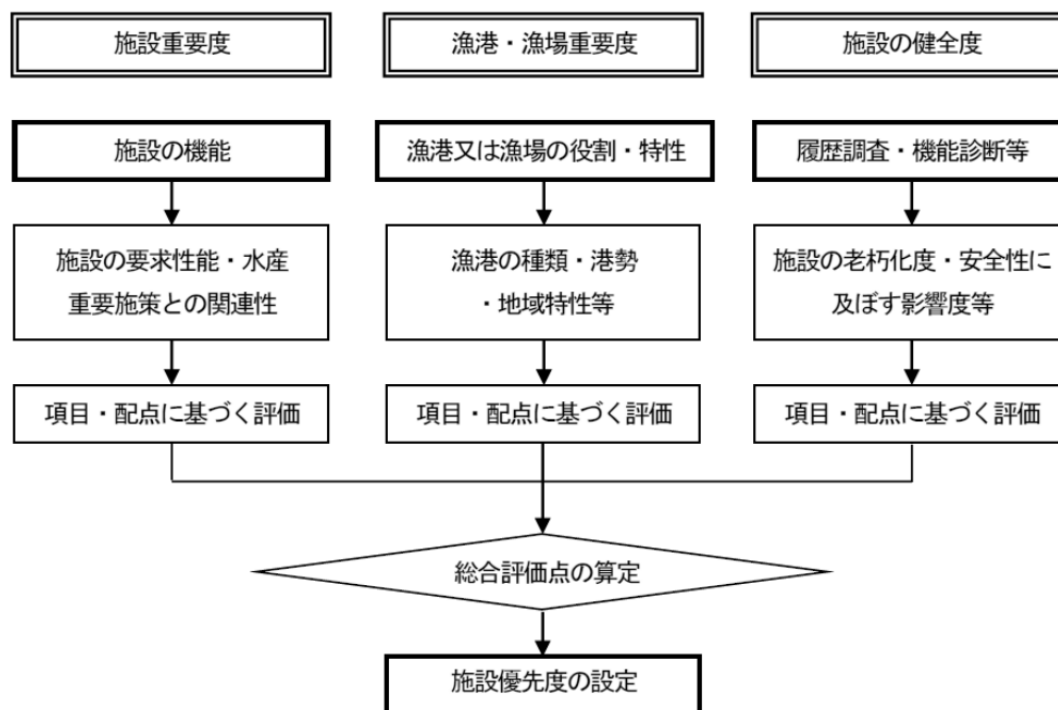 施設重要度
漁港・漁場重要度
施設の健全度
施設の機能
漁港又は漁場の役割・特性
履歴調査・機能診断等
施設の要求性能・水産
重要施策との関連性
漁港の種類・港勢
・地域特性等
施設の老朽化度・安全性に
及ぼす影響度等
項目・配点に基づく評価
項目・配点に基づく評価
項目・配点に基づく評価
総合評価点の算定
施設優先度の設定